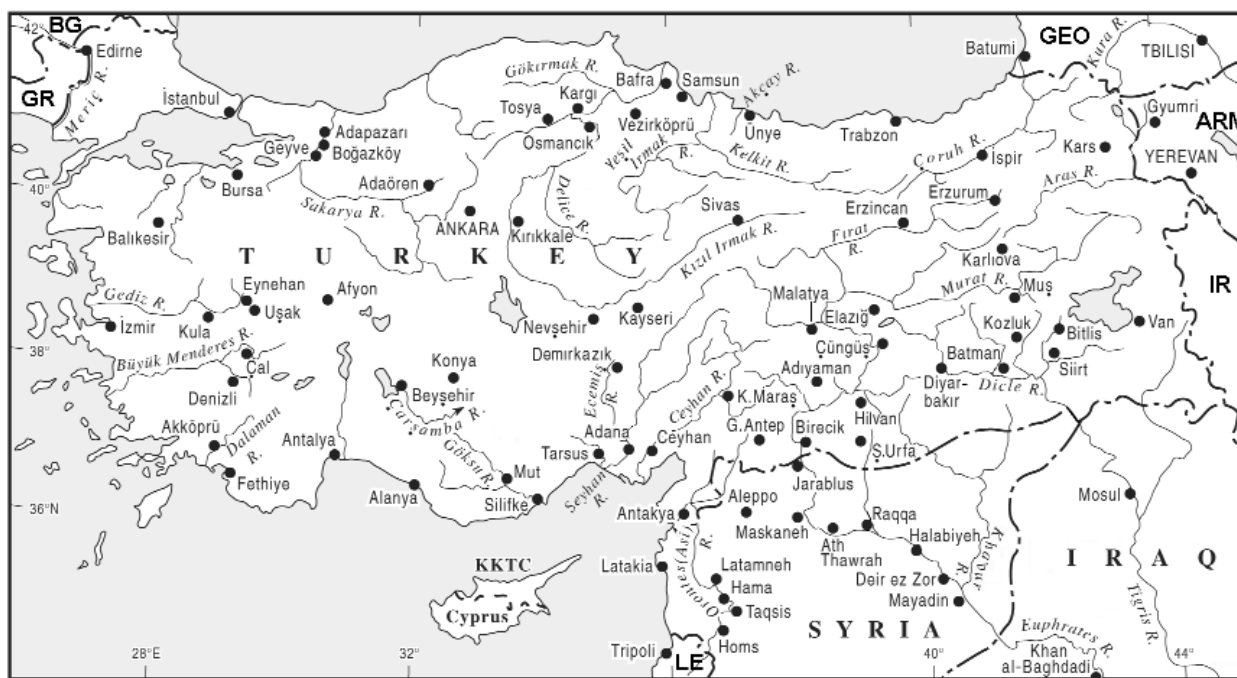 42°
BG
Edirne
GR
Meriç R.
İstanbul
Gökırmak R.
Bafra
Samsun
Akçay R.
Batumi
GEO
Kura R.
TBILISI
Tosya
Kargı
Osmancık
Vezirköprü
Ünye
Trabzon
Gyumri
ARM
Adapazarı
Geyve
Boğazköy
Yeşil
Irmak
R.
Kelkit R.
Çoruh R.
İspir
Kars
YEREVAN
40°
Bursa
Adaören
Sakarya R.
Delice R.
Sivas
Erzurum
Aras R.
Balıkesir
ANKARA
Kırıkkale
Kızıl Irmak R.
Erzincan
Fırat
R.
Karlıova
TURKEY
Eynehan
Afyon
Murat R.
Muş
IR
Gediz R.
Uşak
Kula
İzmir
Nevşehir
Kayseri
Malatya
Elazığ
Kozluk
Bitlis
Van
38°
Büyük Menderes R.
Çal
Denizli
Konya
Beyşehir
Demırkazık
Çüngüş
Adıyaman
Batman
Siirt
Diyar-
bakır
Dicle R.
Ecemiş
R.
Ceyhan R.
K.Maraş
Hilvan
Çarşamba R.
Akköprü
Dalaman
R.
Antalya
Göksu R.
Adana
Tarsus
Ceyhan
G.Antep
Birecik
S.Urfa
Fethiye
Mut
Silifke
Seyhan
R.
Jarablus
Alanya
36°N
Antakya
Aleppo
Maskaneh
Raqqa
Mosul
Ath
Thawrah
Halabiyeh
Khabur
R.
IRAQ
Latakia
Orontes(Asi)
R.
Latamneh
Hama
Taqsis
Deir ez Zor
Mayadin
KKTC
Cyprus
SYRIA
Tigris R.
Euphrates R.
Homs
Tripoli
LE
Khan
al-Baghdadi
28°E
32°
40°
44°